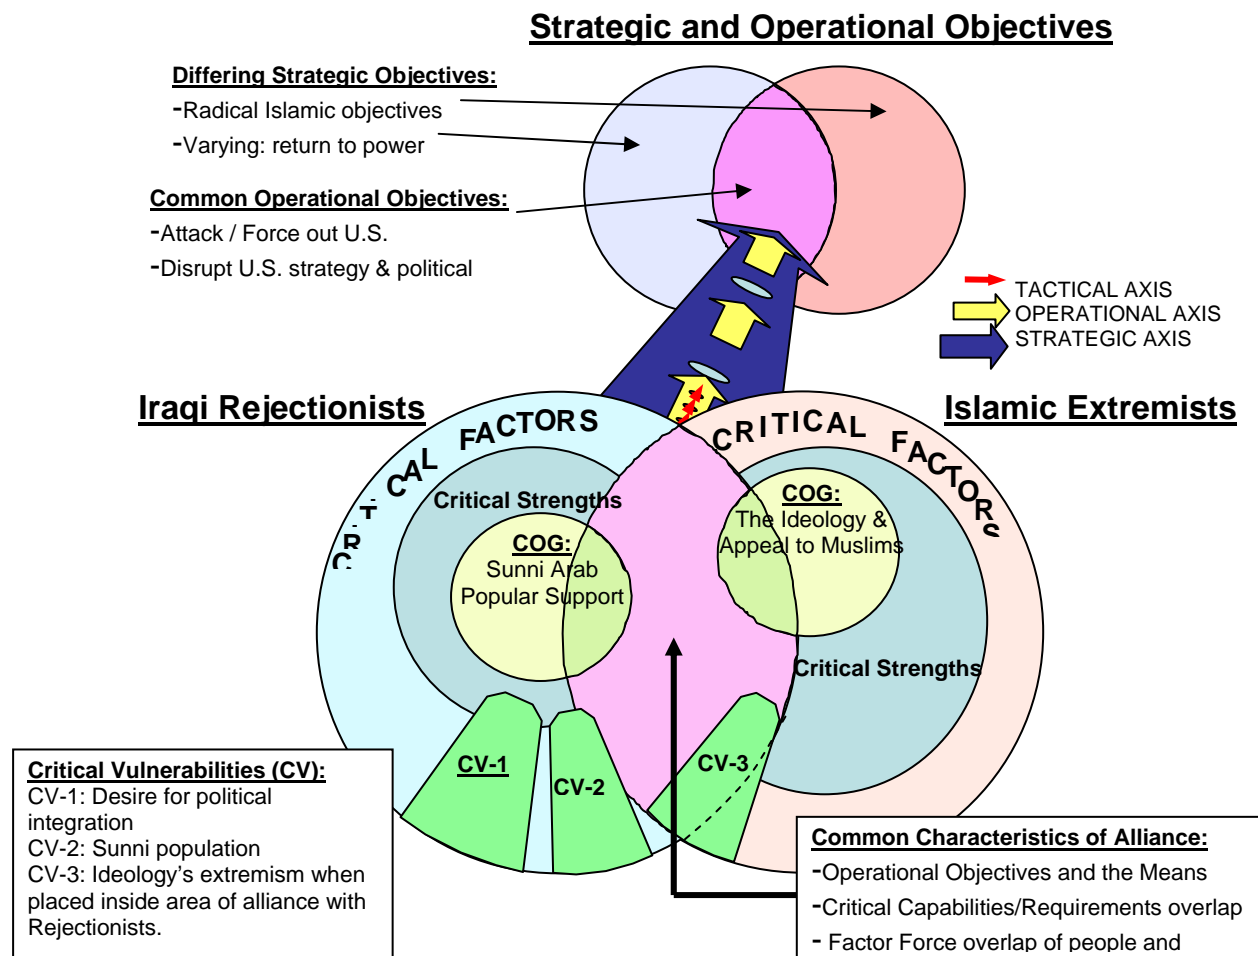 Strategic and Operational Objectives
Differing Strategic Objectives:
-Radical Islamic objectives
-Varying: return to power
Common Operational Objectives:
-Attack / Force out U.S.
-Disrupt U.S. strategy & political
TACTICAL AXIS
OPERATIONAL AXIS
STRATEGIC AXIS
Iraqi Rejectionists
Islamic Extremists
CRITICAL FACTORS
CRITICAL FACTORS
Critical Strengths
COG:
Sunni Arab
Popular Support
COG:
The Ideology &
Appeal to Muslims
Critical Strengths
CV-1
CV-2
CV-3
Critical Vulnerabilities (CV):
CV-1: Desire for political
integration
CV-2: Sunni population
CV-3: Ideology's extremism when
placed inside area of alliance with
Rejectionists.
Common Characteristics of Alliance:
-Operational Objectives and the Means
-Critical Capabilities/Requirements overlap
- Factor Force overlap of people and